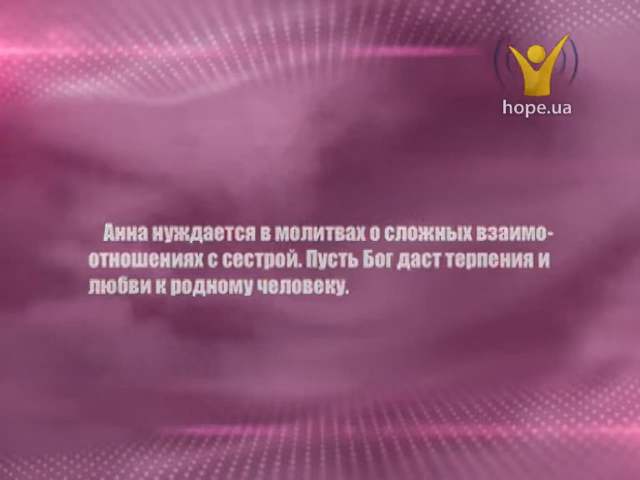 hope.ua
Анна нуждается в молитвах о сложных взаимо-
отношениях с сестрой. Пусть Бог даст терпения и
любви к родному человеку.